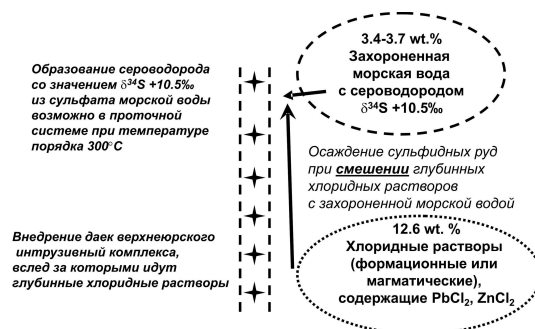 Образование сероводорода
со значением δ³⁴S +10.5‰
из сульфата морской воды
возможно в проточной
системе при температуре
порядка 300°C
3.4-3.7 wt.%
Захороненная
морская вода
с сероводородом
δ³⁴S +10.5‰
Осаждение сульфидных руд
при смешении глубинных
хлоридных растворов
с захороненной морской водой
Внедрение даек верхнеюрского
интрузивный комплекса,
вслед за которыми идут
глубинные хлоридные растворы
12.6 wt. %
Хлоридные растворы
(формационные или
магматические),
содержащие PbCl₂, ZnCl₂